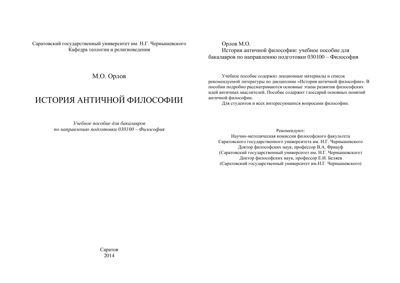 Саратовский государственный университет им. Н.Г. Чернышевского
Кафедра теологии и религиоведения
М.О. Орлов
ИСТОРИЯ АНТИЧНОЙ ФИЛОСОФИИ
Учебное пособие для бакалавров
по направлению подготовки 030100 – Философия
Саратов
2014
Орлов М.О.
История античной философии: учебное пособие для
бакалавров по направлению подготовки 030100 – Философия
Учебное пособие содержит лекционные материалы и список
рекомендуемой литературы по дисциплине «История античной философии». В
пособии подробно рассматриваются основные этапы развития философских
идей античных мыслителей. Пособие содержит глоссарий основных понятий
античной философии.
Для студентов и всех интересующихся вопросами философии.
Рекомендуют:
Научно-методическая комиссия философского факультета
Саратовского государственного университета им. Н.Г. Чернышевского
Доктор философских наук, профессор В.А. Фриауф
(Саратовский государственный университет им. Н.Г. Чернышевского)
Доктор философских наук, профессор Е.И. Беляев
(Саратовский государственный университет им.Н.Г. Чернышевского)